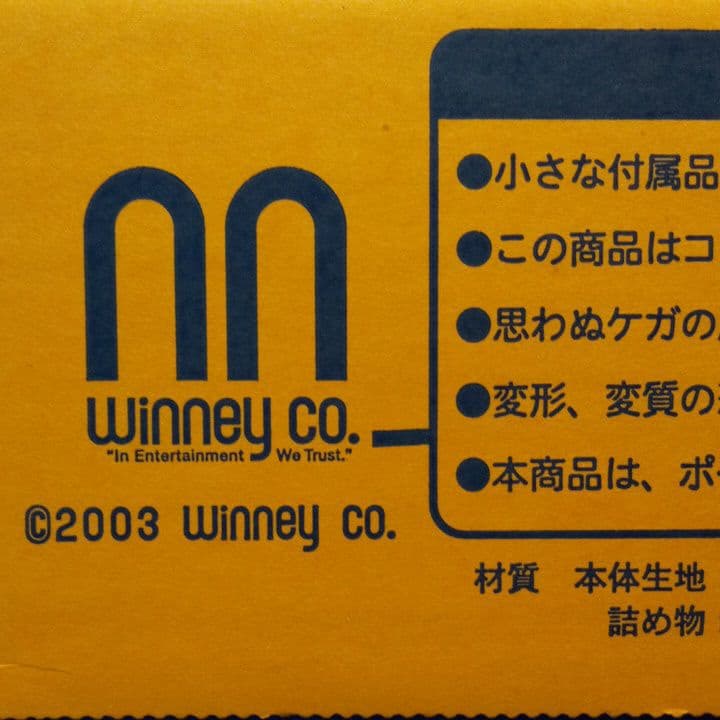 winney co.
"In Entertainment We Trust."
©2003 winney co.
●小さな付属品
●この商品はコ
●思わぬケガの
●変形、変質の
●本商品は、ポ
材質 本体生地
詰め物